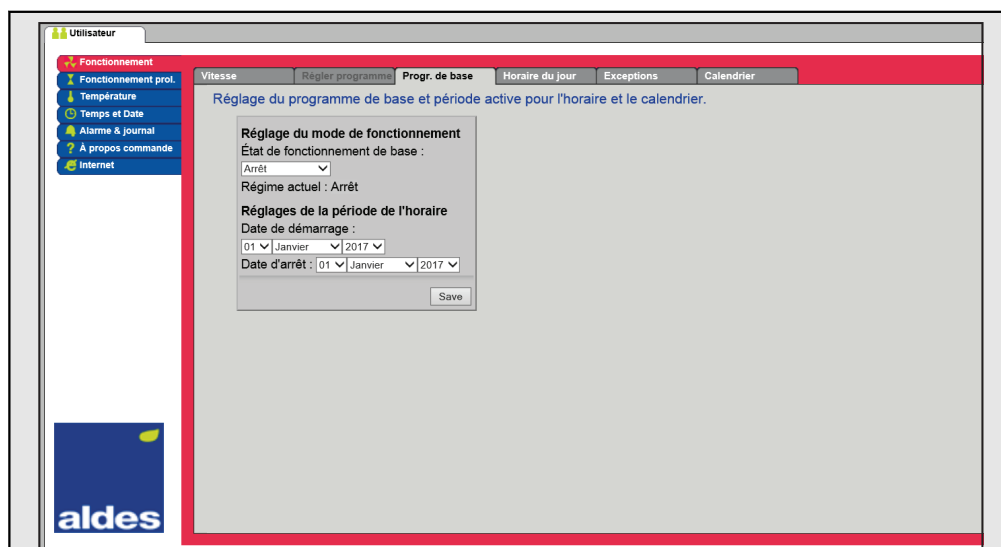 Utilisateur
Fonctionnement
Fonctionnement prol.
Température
Temps et Date
Alarme & journal
À propos commande
Internet
Vitesse Régler programme Progr. de base Horaire du jour Exceptions Calendrier
Réglage du programme de base et période active pour l'horaire et le calendrier.
Réglage du mode de fonctionnement
État de fonctionnement de base :
Arrêt
Régime actuel : Arrêt
Réglages de la période de l'horaire
Date de démarrage :
01 Janvier 2017
Date d'arrêt : 01 Janvier 2017
Save
aldes